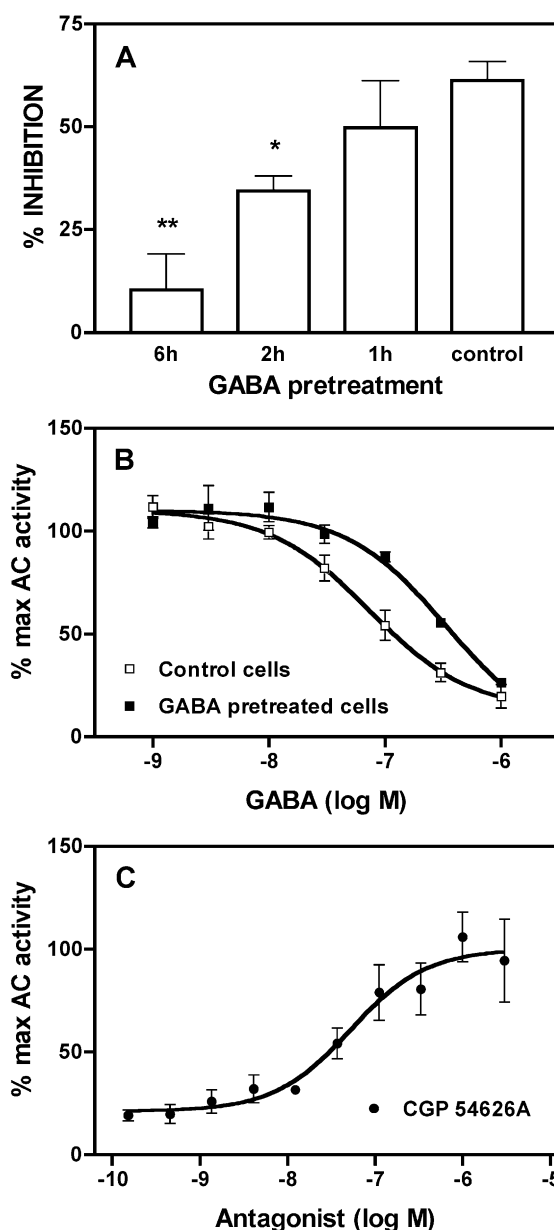 75
A
50
% INHIBITION
**
*
25
0
6h 2h 1h control
GABA pretreatment
150
B
100
% max AC activity
50
Control cells
GABA pretreated cells
0
-9 -8 -7 -6
GABA (log M)
150
C
100
% max AC activity
50
CGP 54626A
0
-10 -9 -8 -7 -6 -5
Antagonist (log M)